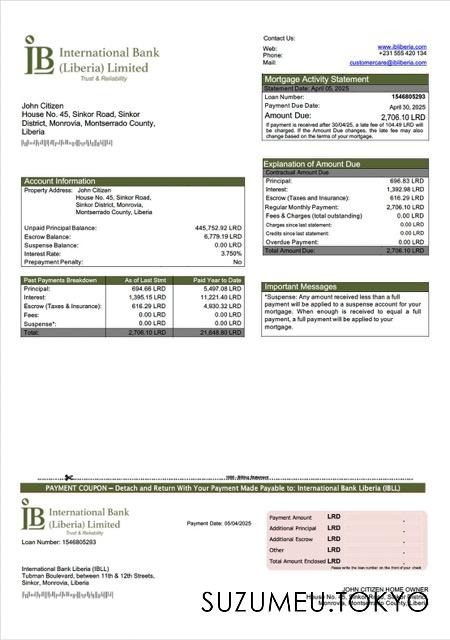 Contact Us:
IB International Bank (Liberia) Limited
Trust & Reliability
Web: www.ibliberia.com
Phone: +231 555 420 134
Mail: customercare@ibliberia.com
Mortgage Activity Statement
Statement Date: April 05, 2025
Loan Number: 1546805293
Payment Due Date: April 30, 2025
Amount Due: 2,706.10 LRD
If payment is received after 30/04/25, a late fee of 104.49 LRD will
be charged. If the Amount Due changes, the late fee may also
change based on the terms of your mortgage.
John Citizen
House No. 45, Sinkor Road, Sinkor
District, Monrovia, Montserrado County,
Liberia
Explanation of Amount Due
Contractual Amount Due
Principal: 696.83 LRD
Interest: 1,392.98 LRD
Escrow (Taxes and Insurance): 616.29 LRD
Regular Monthly Payment: 2,706.10 LRD
Fees & Charges (total outstanding) 0.00 LRD
Charges since last statement: 0.00 LRD
Credits since last statement: 0.00 LRD
Overdue Payment: 0.00 LRD
Total Amount Due: 2,706.10 LRD
Account Information
Property Address: John Citizen
House No. 45, Sinkor Road,
Sinkor District, Monrovia,
Montserrado County, Liberia
Unpaid Principal Balance: 445,752.92 LRD
Escrow Balance: 6,779.19 LRD
Suspense Balance: 0.00 LRD
Interest Rate: 3.750%
Prepayment Penalty: No
Past Payments Breakdown As of Last Stmt Paid Year to Date
Principal: 694.66 LRD 5,497.08 LRD
Interest: 1,395.15 LRD 11,221.40 LRD
Escrow (Taxes & Insurance): 616.29 LRD 4,930.32 LRD
Fees: 0.00 LRD 0.00 LRD
Suspense*: 0.00 LRD 0.00 LRD
Total: 2,706.10 LRD 21,648.80 LRD
Important Messages
*Suspense: Any amount received less than a full
payment will be applied to a suspense account for your
mortgage. When enough is received to equal a full
payment, a full payment will be applied to your
mortgage.
1098 - Billing Statement
PAYMENT COUPON – Detach and Return With Your Payment Made Payable to: International Bank Liberia (IBLL)
IB International Bank (Liberia) Limited
Trust & Reliability
Loan Number: 1546805293
Payment Date: 05/04/2025
Payment Amount LRD .
Additional Principal LRD .
Additional Escrow LRD .
Other LRD .
Total Amount Enclosed LRD .
Please write the loan number on the front of your check.
International Bank Liberia (IBLL)
Tubman Boulevard, between 11th & 12th Streets,
Sinkor, Monrovia, Liberia
JOHN CITIZEN HOME OWNER
House No. 45, Sinkor Road, Sinkor District,
Monrovia, Montserrado County, Liberia
SUZUMEU.TOKYO